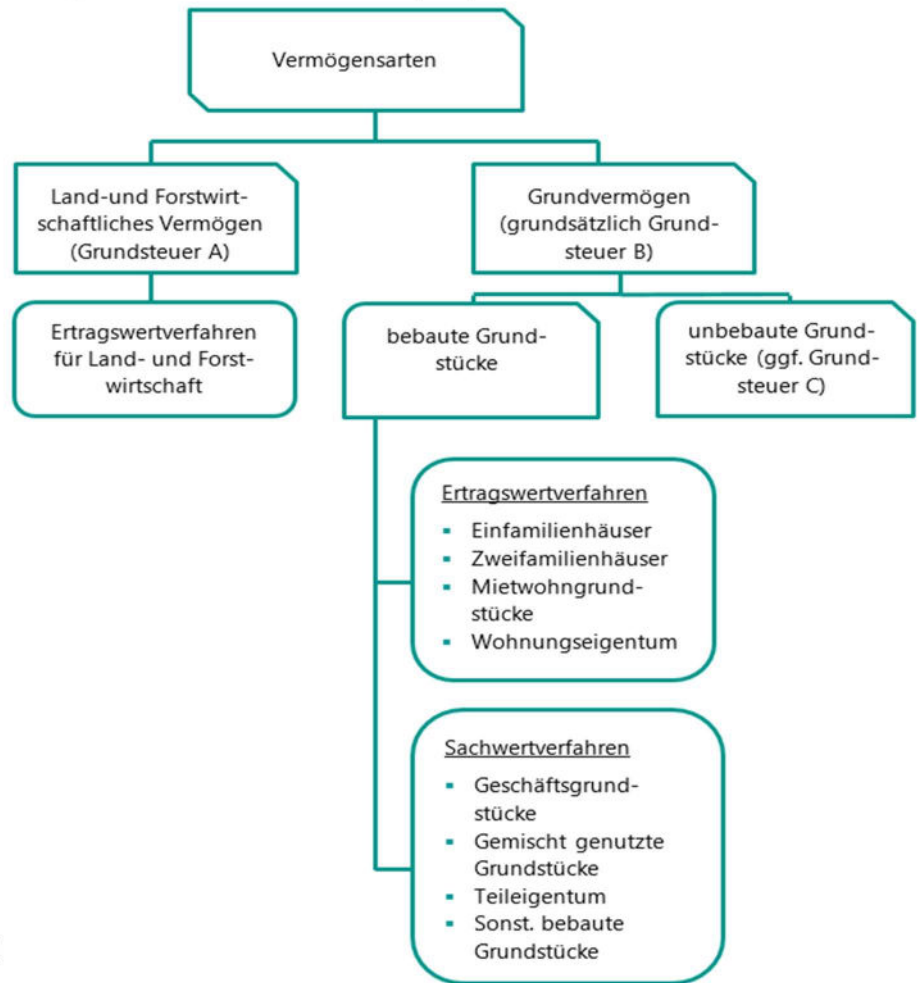 Vermögensarten
Land-und Forstwirt-
schaftliches Vermögen
(Grundsteuer A)
Grundvermögen
(grundsätzlich Grund-
steuer B)
Ertragswertverfahren
für Land- und Forst-
wirtschaft
bebaute Grund-
stücke
unbebaute Grund-
stücke (ggf. Grund-
steuer C)
Ertragswertverfahren
▪ Einfamilienhäuser
▪ Zweifamilienhäuser
▪ Mietwohngrund-
stücke
▪ Wohnungseigentum
Sachwertverfahren
▪ Geschäftsgrund-
stücke
▪ Gemischt genutzte
Grundstücke
▪ Teileigentum
▪ Sonst. bebaute
Grundstücke